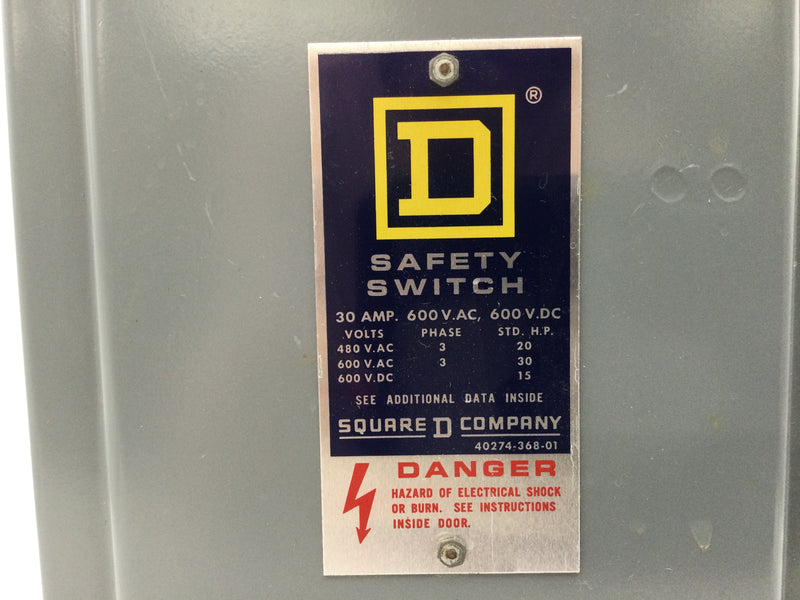 D ®
SAFETY
SWITCH
30 AMP. 600 V.AC, 600 V.DC
VOLTS PHASE STD. H.P.
480 V.AC 3 20
600 V.AC 3 30
600 V.DC 15
SEE ADDITIONAL DATA INSIDE
SQUARE D COMPANY
40274-368-01
DANGER
HAZARD OF ELECTRICAL SHOCK
OR BURN. SEE INSTRUCTIONS
INSIDE DOOR.